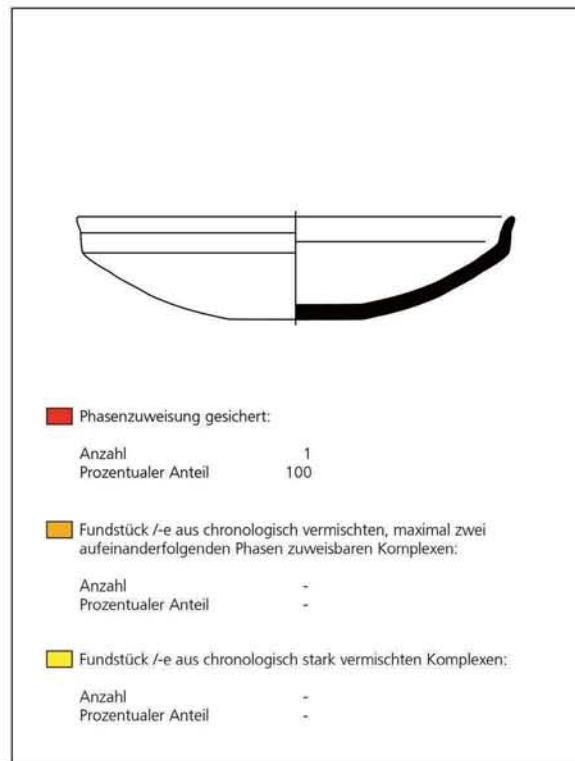 Phasenzuweisung gesichert:
Anzahl 1
Prozentualer Anteil 100
Fundstück /-e aus chronologisch vermischten, maximal zwei
aufeinanderfolgenden Phasen zuweisbaren Komplexen:
Anzahl -
Prozentualer Anteil -
Fundstück /-e aus chronologisch stark vermischten Komplexen:
Anzahl -
Prozentualer Anteil -